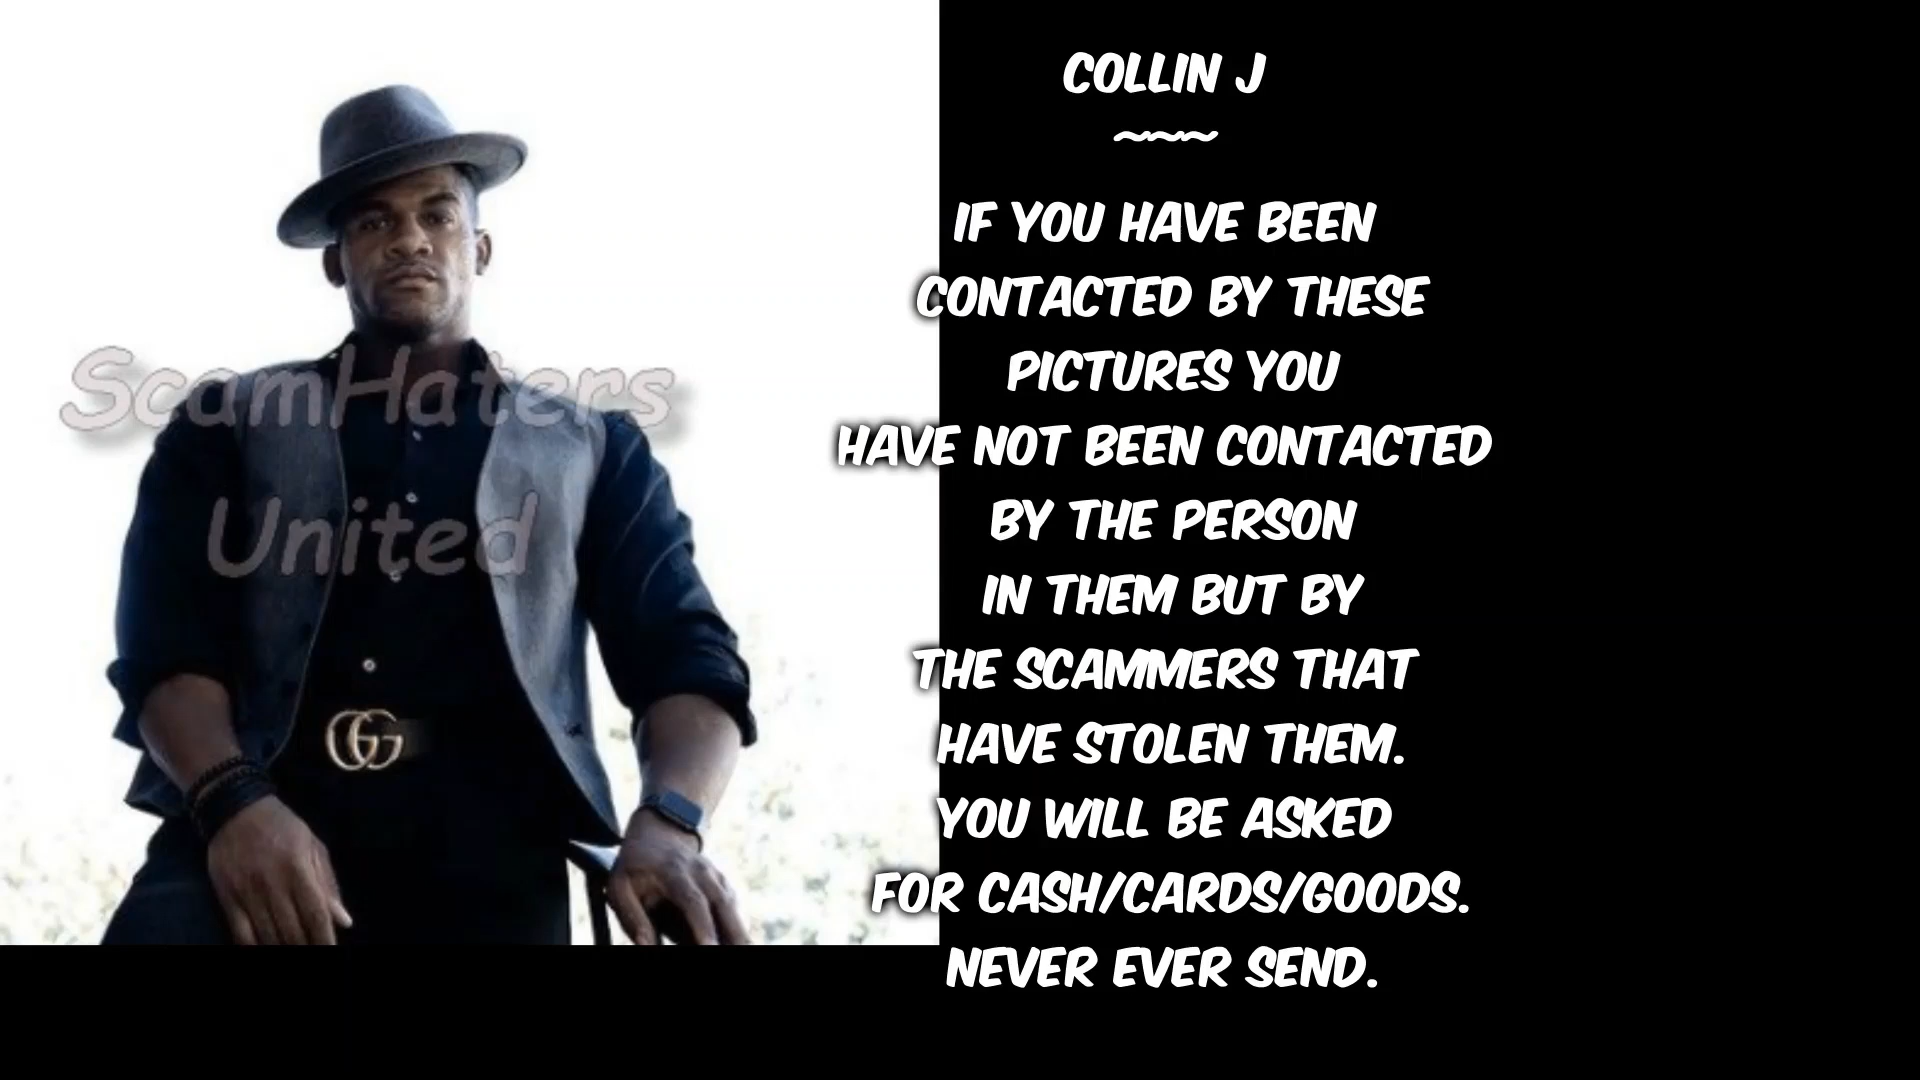 COLLIN J
~~~
IF YOU HAVE BEEN
CONTACTED BY THESE
PICTURES YOU
HAVE NOT BEEN CONTACTED
BY THE PERSON
IN THEM BUT BY
THE SCAMMERS THAT
HAVE STOLEN THEM.
YOU WILL BE ASKED
FOR CASH/CARDS/GOODS.
NEVER EVER SEND.
ScamHaters
United